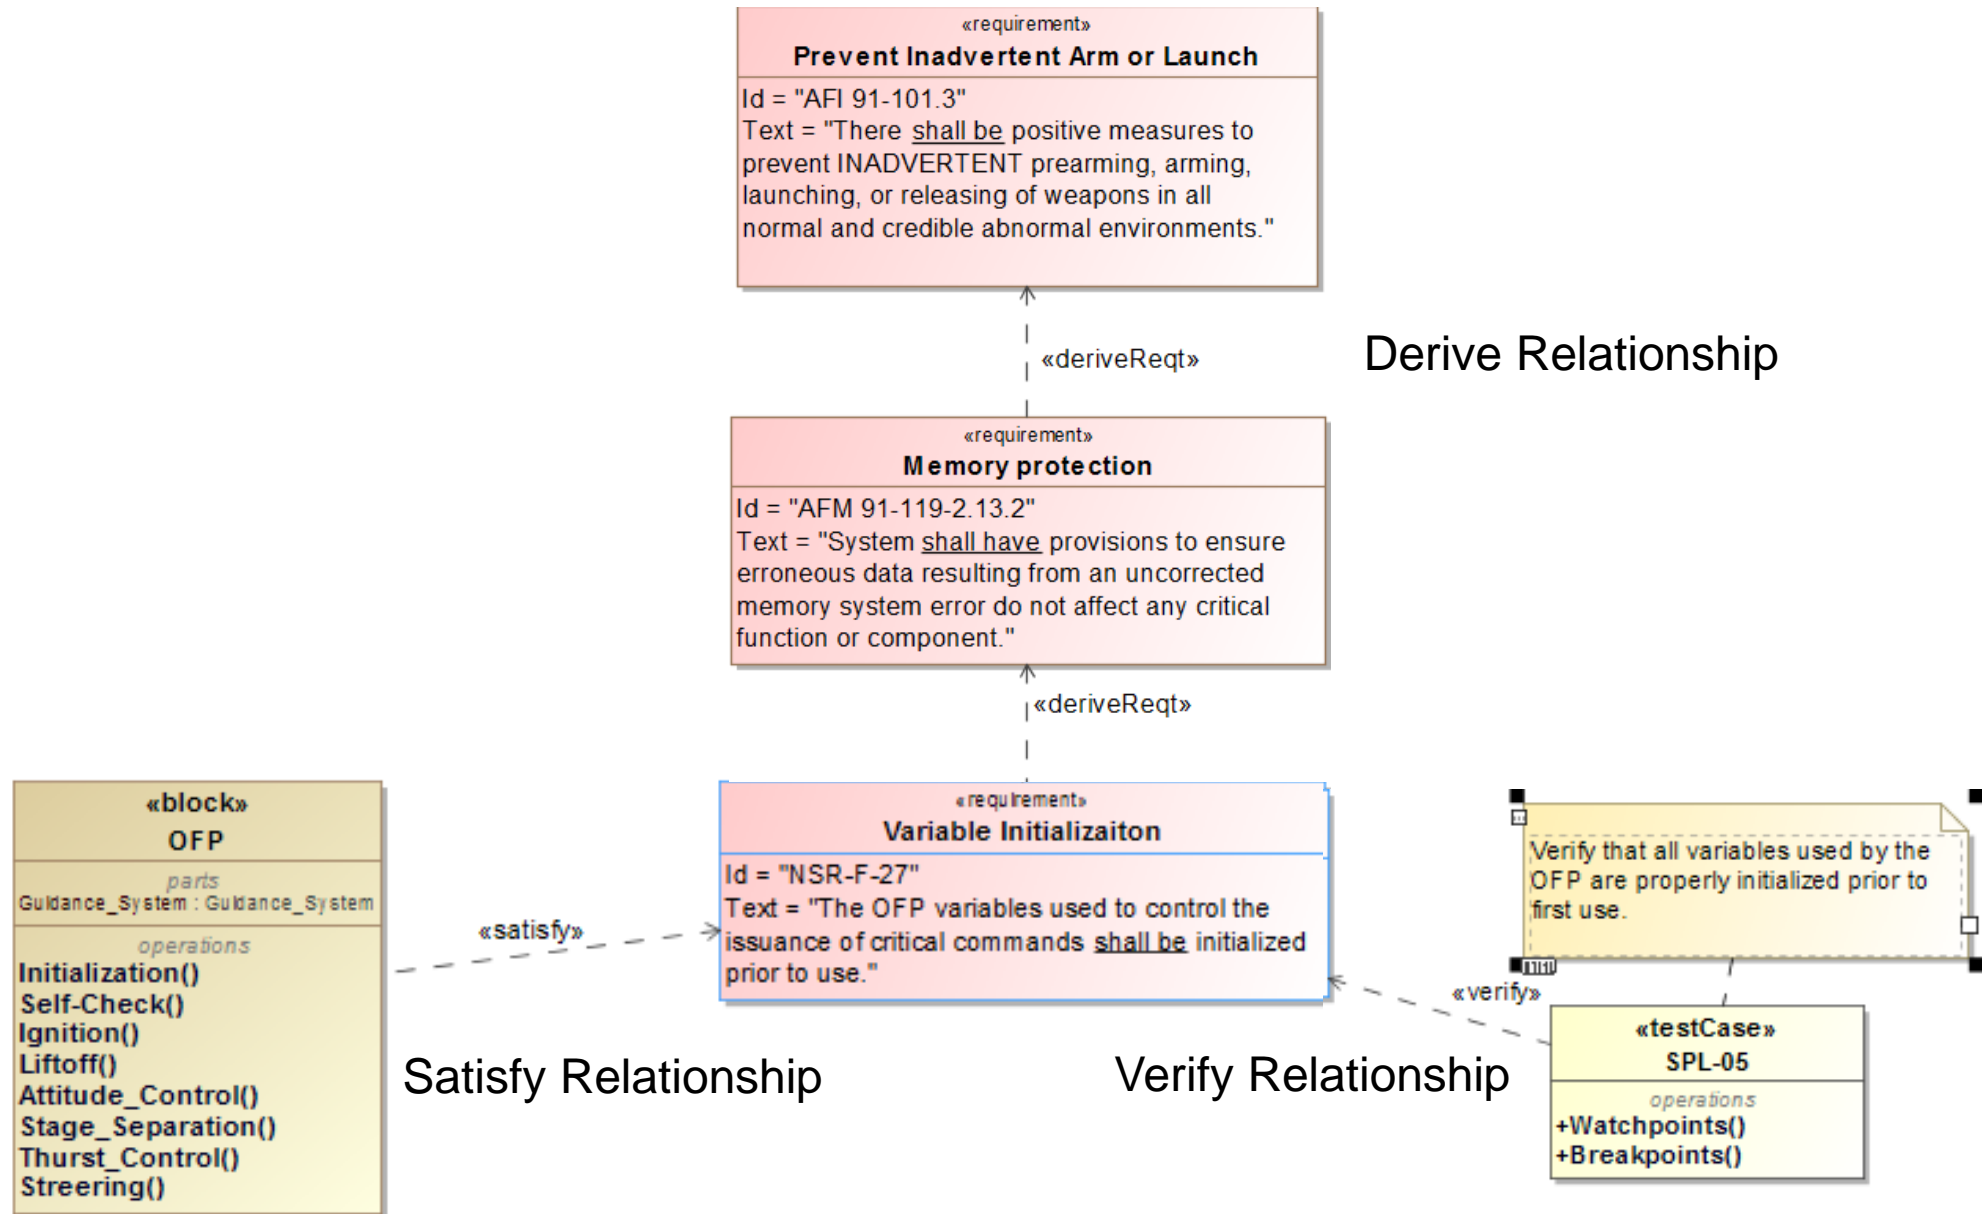 «requirement»
Prevent Inadvertent Arm or Launch
Id = "AFI 91-101.3"
Text = "There shall be positive measures to
prevent INADVERTENT prearming, arming,
launching, or releasing of weapons in all
normal and credible abnormal environments."
«deriveReqt»
Derive Relationship
«requirement»
Memory protection
Id = "AFM 91-119-2.13.2"
Text = "System shall have provisions to ensure
erroneous data resulting from an uncorrected
memory system error do not affect any critical
function or component."
«deriveReqt»
«block»
OFP
parts
Guidance_System : Guidance_System
operations
Initialization()
Self-Check()
Ignition()
Liftoff()
Attitude_Control()
Stage_Separation()
Thurst_Control()
Streering()
«satisfy»
Satisfy Relationship
«requirement»
Variable Initializaiton
Id = "NSR-F-27"
Text = "The OFP variables used to control the
issuance of critical commands shall be initialized
prior to use."
«verify»
Verify Relationship
Verify that all variables used by the
OFP are properly initialized prior to
first use.
«testCase»
SPL-05
operations
+Watchpoints()
+Breakpoints()